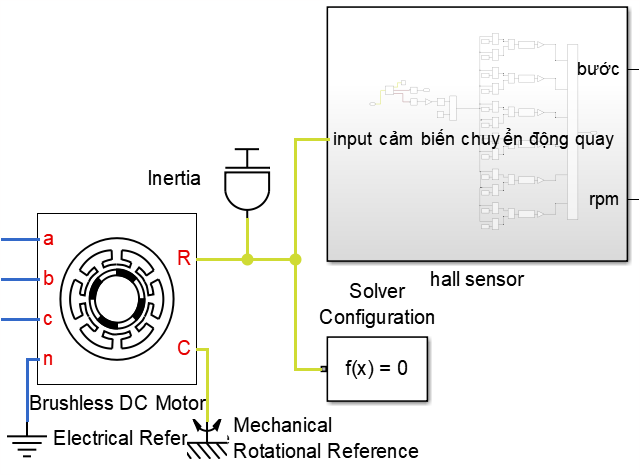 bước
input cảm biến chuyển động quay
rpm
hall sensor
Inertia
a
b
c
n
R
C
Brushless DC Motor
Solver
Configuration
f(x) = 0
Electrical Refer
Mechanical
Rotational Reference